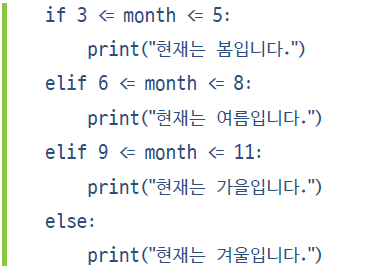 if 3 <= month <= 5:
    print("현재는 봄입니다.")
elif 6 <= month <= 8:
    print("현재는 여름입니다.")
elif 9 <= month <= 11:
    print("현재는 가을입니다.")
else:
    print("현재는 겨울입니다.")